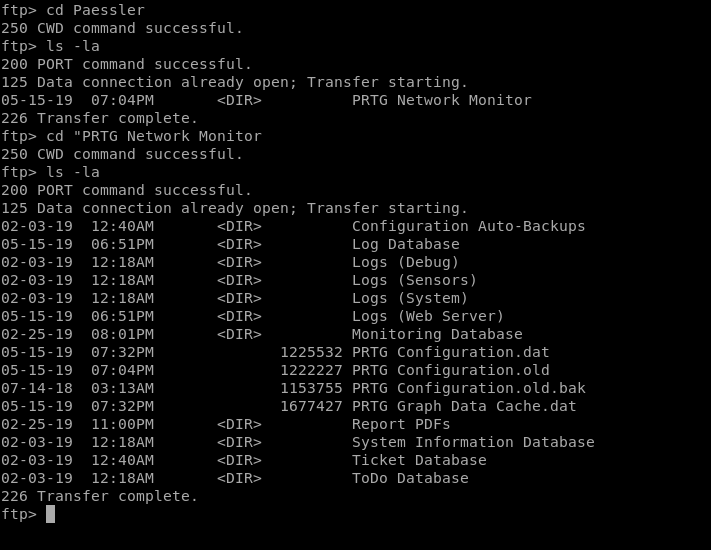 ftp> cd Paessler
250 CWD command successful.
ftp> ls -la
200 PORT command successful.
125 Data connection already open; Transfer starting.
05-15-19  07:04PM       <DIR>          PRTG Network Monitor
226 Transfer complete.
ftp> cd "PRTG Network Monitor
250 CWD command successful.
ftp> ls -la
200 PORT command successful.
125 Data connection already open; Transfer starting.
02-03-19  12:40AM       <DIR>          Configuration Auto-Backups
05-15-19  06:51PM       <DIR>          Log Database
02-03-19  12:18AM       <DIR>          Logs (Debug)
02-03-19  12:18AM       <DIR>          Logs (Sensors)
02-03-19  12:18AM       <DIR>          Logs (System)
05-15-19  06:51PM       <DIR>          Logs (Web Server)
02-25-19  08:01PM       <DIR>          Monitoring Database
05-15-19  07:32PM              1225532 PRTG Configuration.dat
05-15-19  07:04PM              1222227 PRTG Configuration.old
07-14-18  03:13AM              1153755 PRTG Configuration.old.bak
05-15-19  07:32PM              1677427 PRTG Graph Data Cache.dat
02-25-19  11:00PM       <DIR>          Report PDFs
02-03-19  12:18AM       <DIR>          System Information Database
02-03-19  12:40AM       <DIR>          Ticket Database
02-03-19  12:18AM       <DIR>          ToDo Database
226 Transfer complete.
ftp>